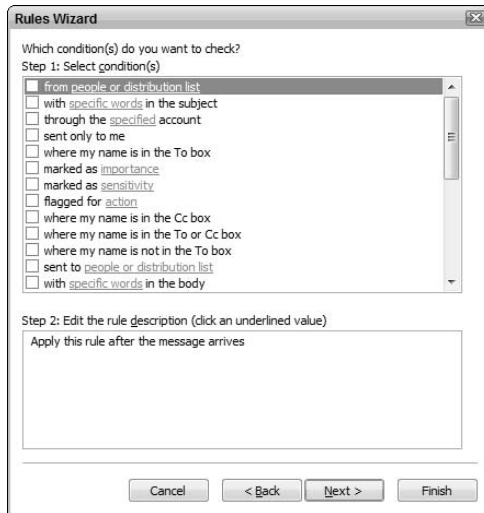 Rules Wizard
Which condition(s) do you want to check?
Step 1: Select condition(s)
from people or distribution list
with specific words in the subject
through the specified account
sent only to me
where my name is in the To box
marked as importance
marked as sensitivity
flagged for action
where my name is in the Cc box
where my name is in the To or Cc box
where my name is not in the To box
sent to people or distribution list
with specific words in the body
Step 2: Edit the rule description (click an underlined value)
Apply this rule after the message arrives
Cancel
< Back
Next >
Finish